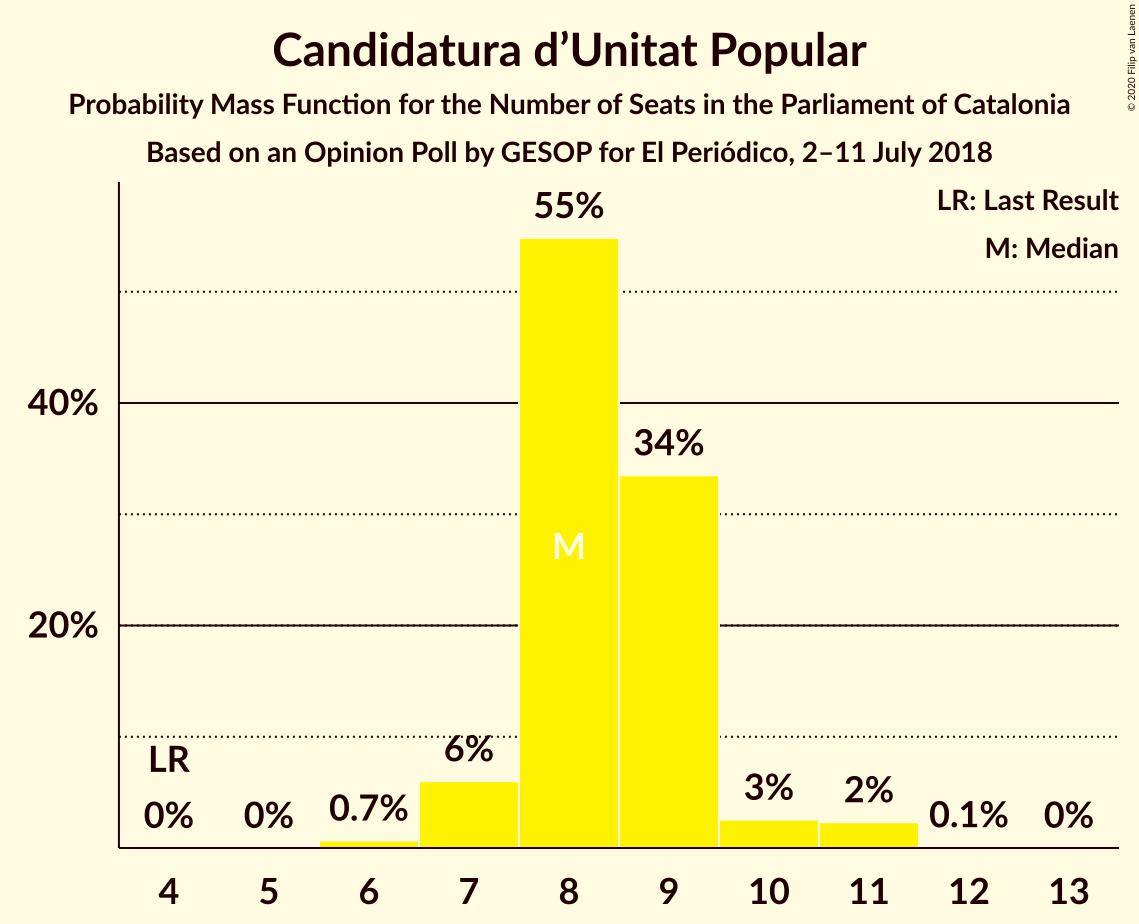 Candidatura d’Unitat Popular
Probability Mass Function for the Number of Seats in the Parliament of Catalonia
Based on an Opinion Poll by GESOP for El Periódico, 2–11 July 2018
© 2020 Filip van Laenen
LR: Last Result
M: Median
55%
40%
34%
M
20%
LR
6%
0%
0%
0.7%
3%
2%
0.1%
0%
4 5 6 7 8 9 10 11 12 13